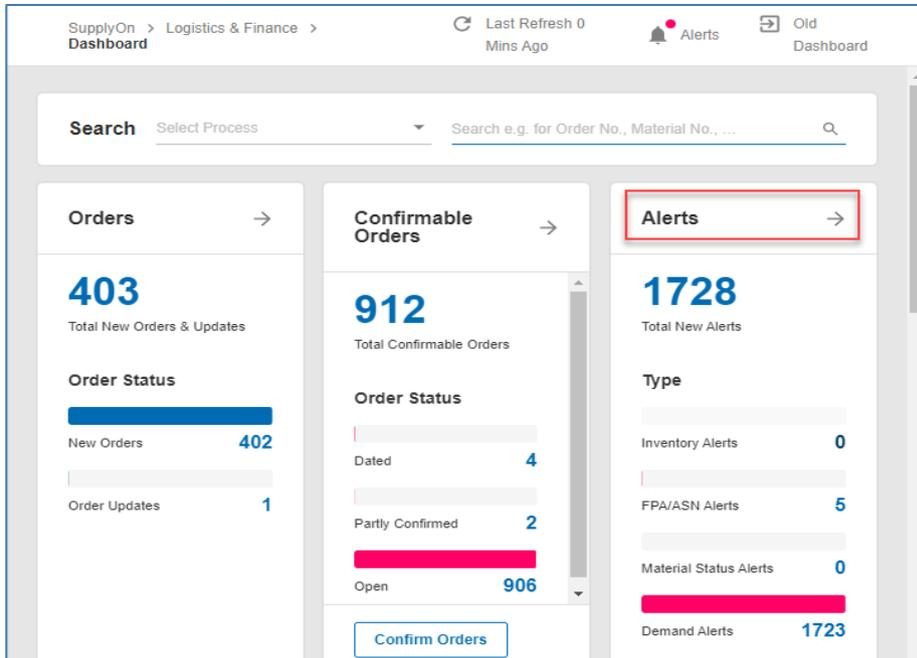 SupplyOn > Logistics & Finance >
Dashboard
Last Refresh 0
Mins Ago
Alerts
Old
Dashboard
Search
Select Process
Search e.g. for Order No., Material No., ...
Orders
403
Total New Orders & Updates
Order Status
New Orders 402
Order Updates 1
Confirmable
Orders
912
Total Confirmable Orders
Order Status
Dated 4
Partly Confirmed 2
Open 906
Confirm Orders
Alerts
1728
Total New Alerts
Type
Inventory Alerts 0
FPA/ASN Alerts 5
Material Status Alerts 0
Demand Alerts 1723